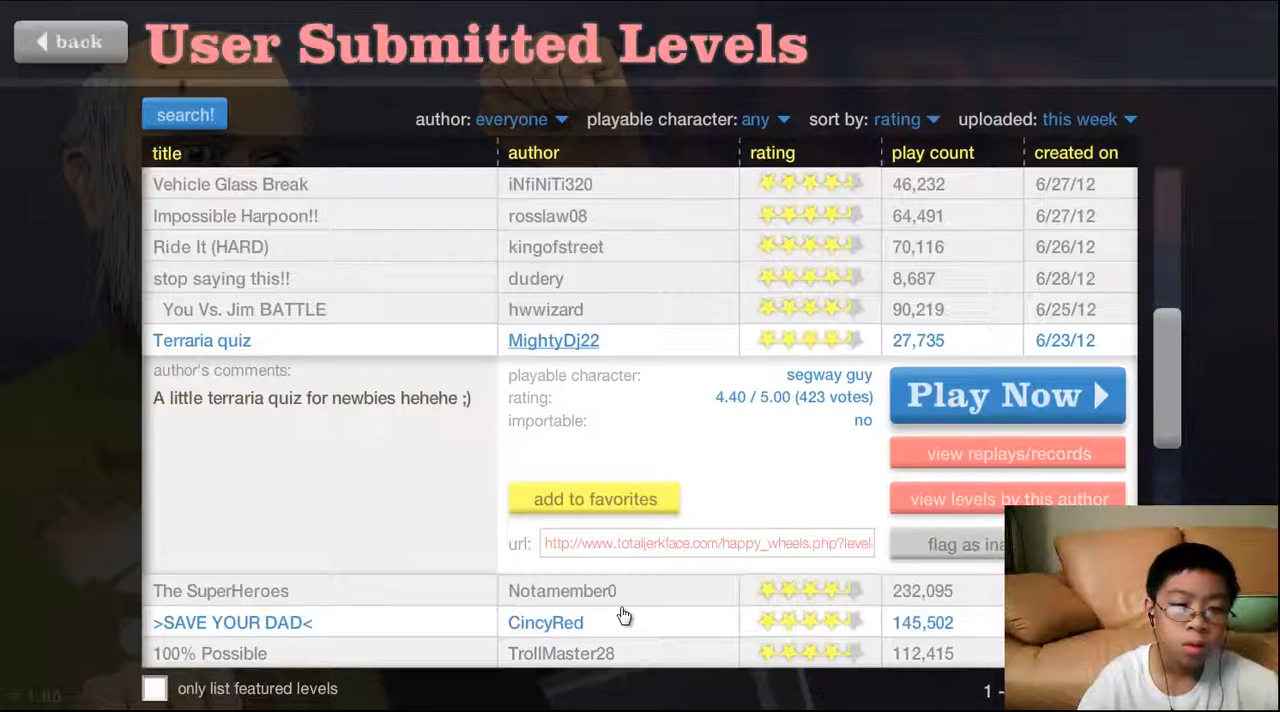 back
User Submitted Levels
search!
author: everyone playable character: any sort by: rating uploaded: this week
title author rating play count created on
Vehicle Glass Break iNfiNiTi320 46,232 6/27/12
Impossible Harpoon!! rosslaw08 64,491 6/27/12
Ride It (HARD) kingofstreet 70,116 6/26/12
stop saying this!! dudery 8,687 6/28/12
You Vs. Jim BATTLE hwwizard 90,219 6/25/12
Terraria quiz MightyDj22 27,735 6/23/12
author's comments:
A little terraria quiz for newbies hehehe ;)
playable character: segway guy
rating: 4.40 / 5.00 (423 votes)
importable: no
Play Now
view replays/records
add to favorites
view levels by this author
url: http://www.totaljerkface.com/happy_wheels.php?level
flag as ina
The SuperHeroes Notamember0 232,095
>SAVE YOUR DAD< CincyRed 145,502
100% Possible TrollMaster28 112,415
only list featured levels
1 -